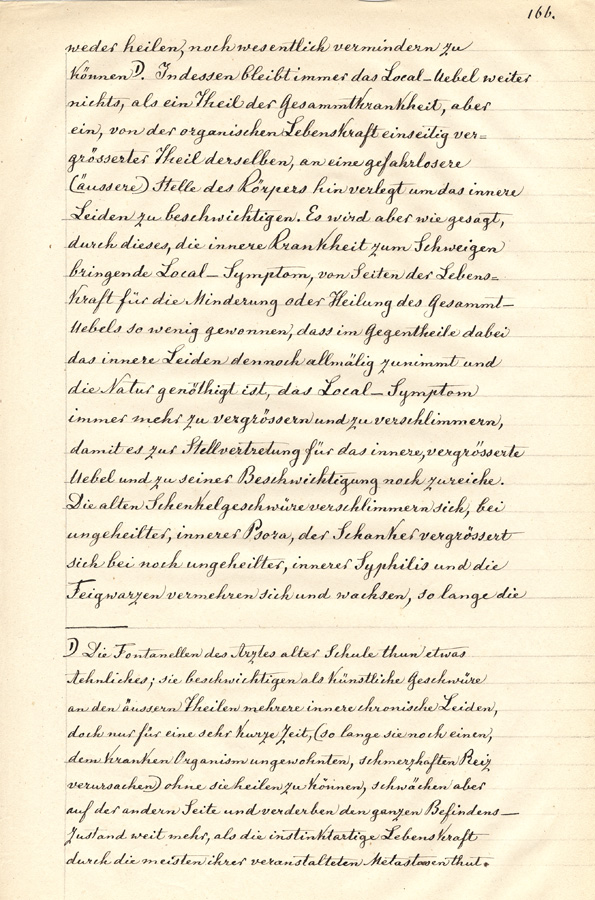 166.
weder heilen, noch wesentlich vermindern zu
können 1). Indessen bleibt immer das Local-Uebel weiter
nichts, als ein Theil der Gesammtkrankheit, aber
ein, von der organischen Lebenskraft einseitig ver=
grösserter Theil derselben, an eine gefahrlosere
(äussere) Stelle des Körpers hin verlegt um das innere
Leiden zu beschwichtigen. Es wird aber wie gesagt,
durch dieses, die innere Krankheit zum Schweigen
bringende Local-Symptom, von Seiten der Lebens=
kraft für die Minderung oder Heilung des Gesammt-
Uebels so wenig gewonnen, dass im Gegentheile dabei
das innere Leiden dennoch allmälig zunimmt und
die Natur genöthigt ist, das Local-Symptom
immer mehr zu vergrössern und zu verschlimmern,
damit es zur Stellvertretung für das innere, vergrösserte
Uebel und zu seiner Beschwichtigung noch zureiche.
Die alten Schenkelgeschwüre verschlimmern sich, bei
ungeheilter, innerer Psora, der Schanker vergrössert
sich bei noch ungeheilter, innerer Syphilis und die
Feigwarzen vermehren sich und wachsen, so lange die
1) Die Fontanellen des Arztes alter Schule thun etwas
Aehnliches; sie beschwichtigen als künstliche Geschwüre
an den äussern Theilen mehrere innere chronische Leiden,
doch nur für eine sehr kurze Zeit, (so lange sie noch einen,
dem kranken Organism ungewohnten, schmerzhaften Reiz
verursachen) ohne sie heilen zu können, schwächen aber
auf der andern Seite und verderben den ganzen Befindens-
Zustand weit mehr, als die instinktartige Lebenskraft
durch die meisten ihrer veranstalteten Metastasen thut.